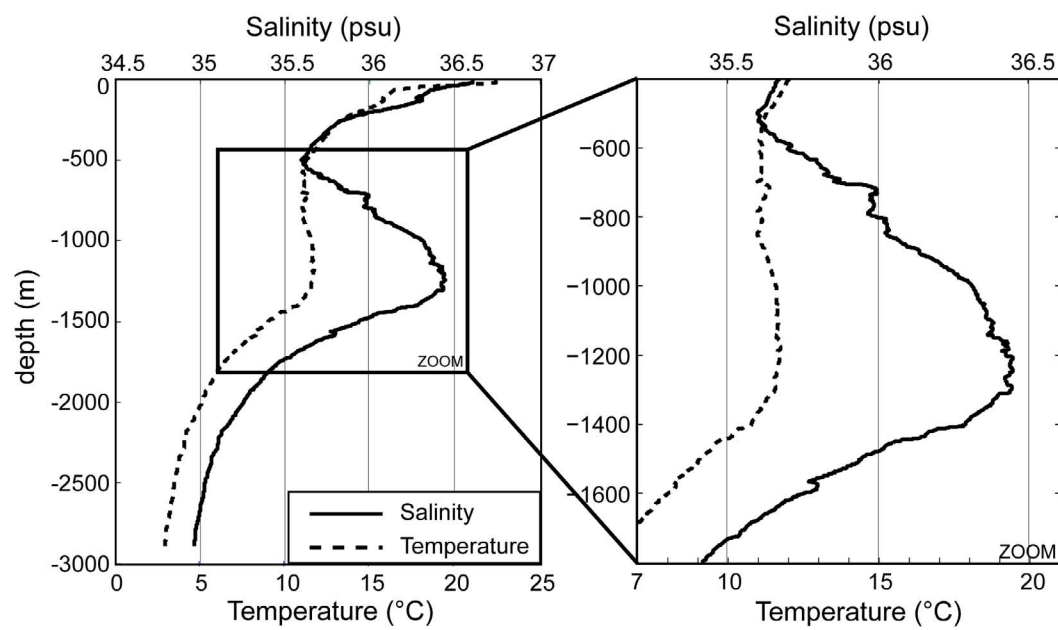 Salinity (psu)
34.5 35 35.5 36 36.5 37
0
-500
-1000
-1500
-2000
-2500
-3000
depth (m)
ZOOM
Salinity
Temperature
0 5 10 15 20 25
Temperature (°C)
Salinity (psu)
35.5 36 36.5
−600
−800
−1000
−1200
−1400
−1600
ZOOM
7 10 15 20
Temperature (°C)